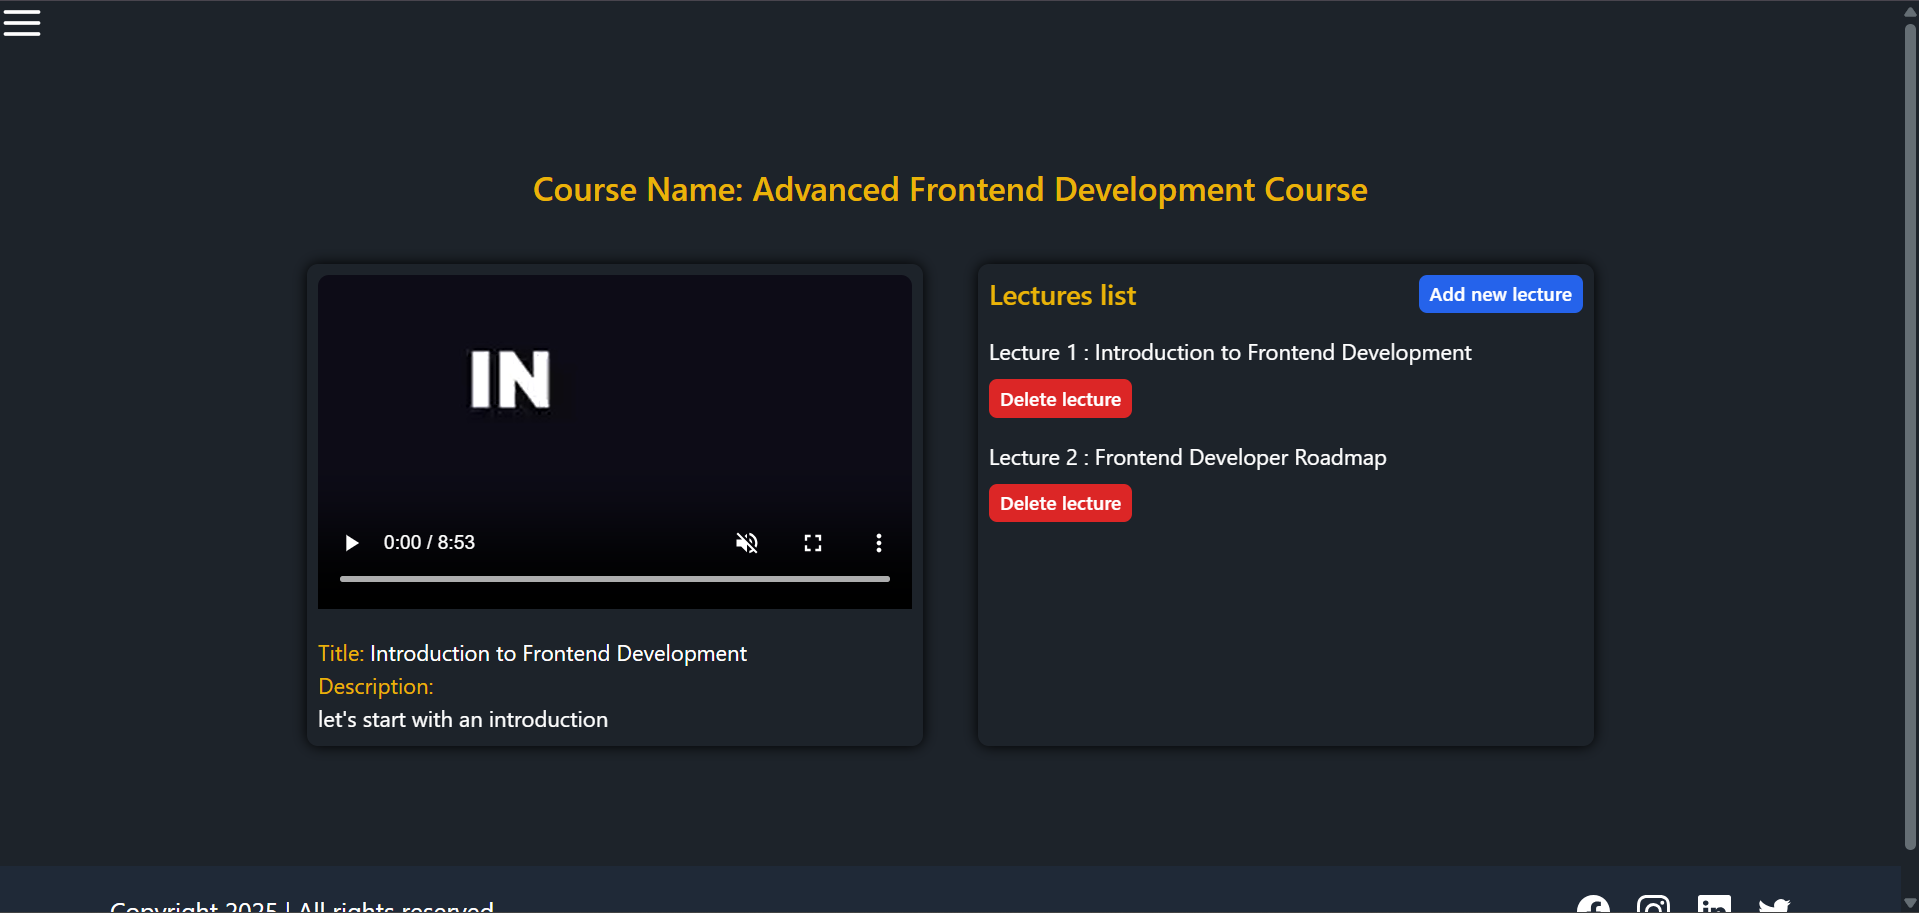 Course Name: Advanced Frontend Development Course
IN
0:00 / 8:53
Title: Introduction to Frontend Development
Description:
let's start with an introduction
Lectures list
Add new lecture
Lecture 1 : Introduction to Frontend Development
Delete lecture
Lecture 2 : Frontend Developer Roadmap
Delete lecture
Copyright 2025 | All rights reserved
in